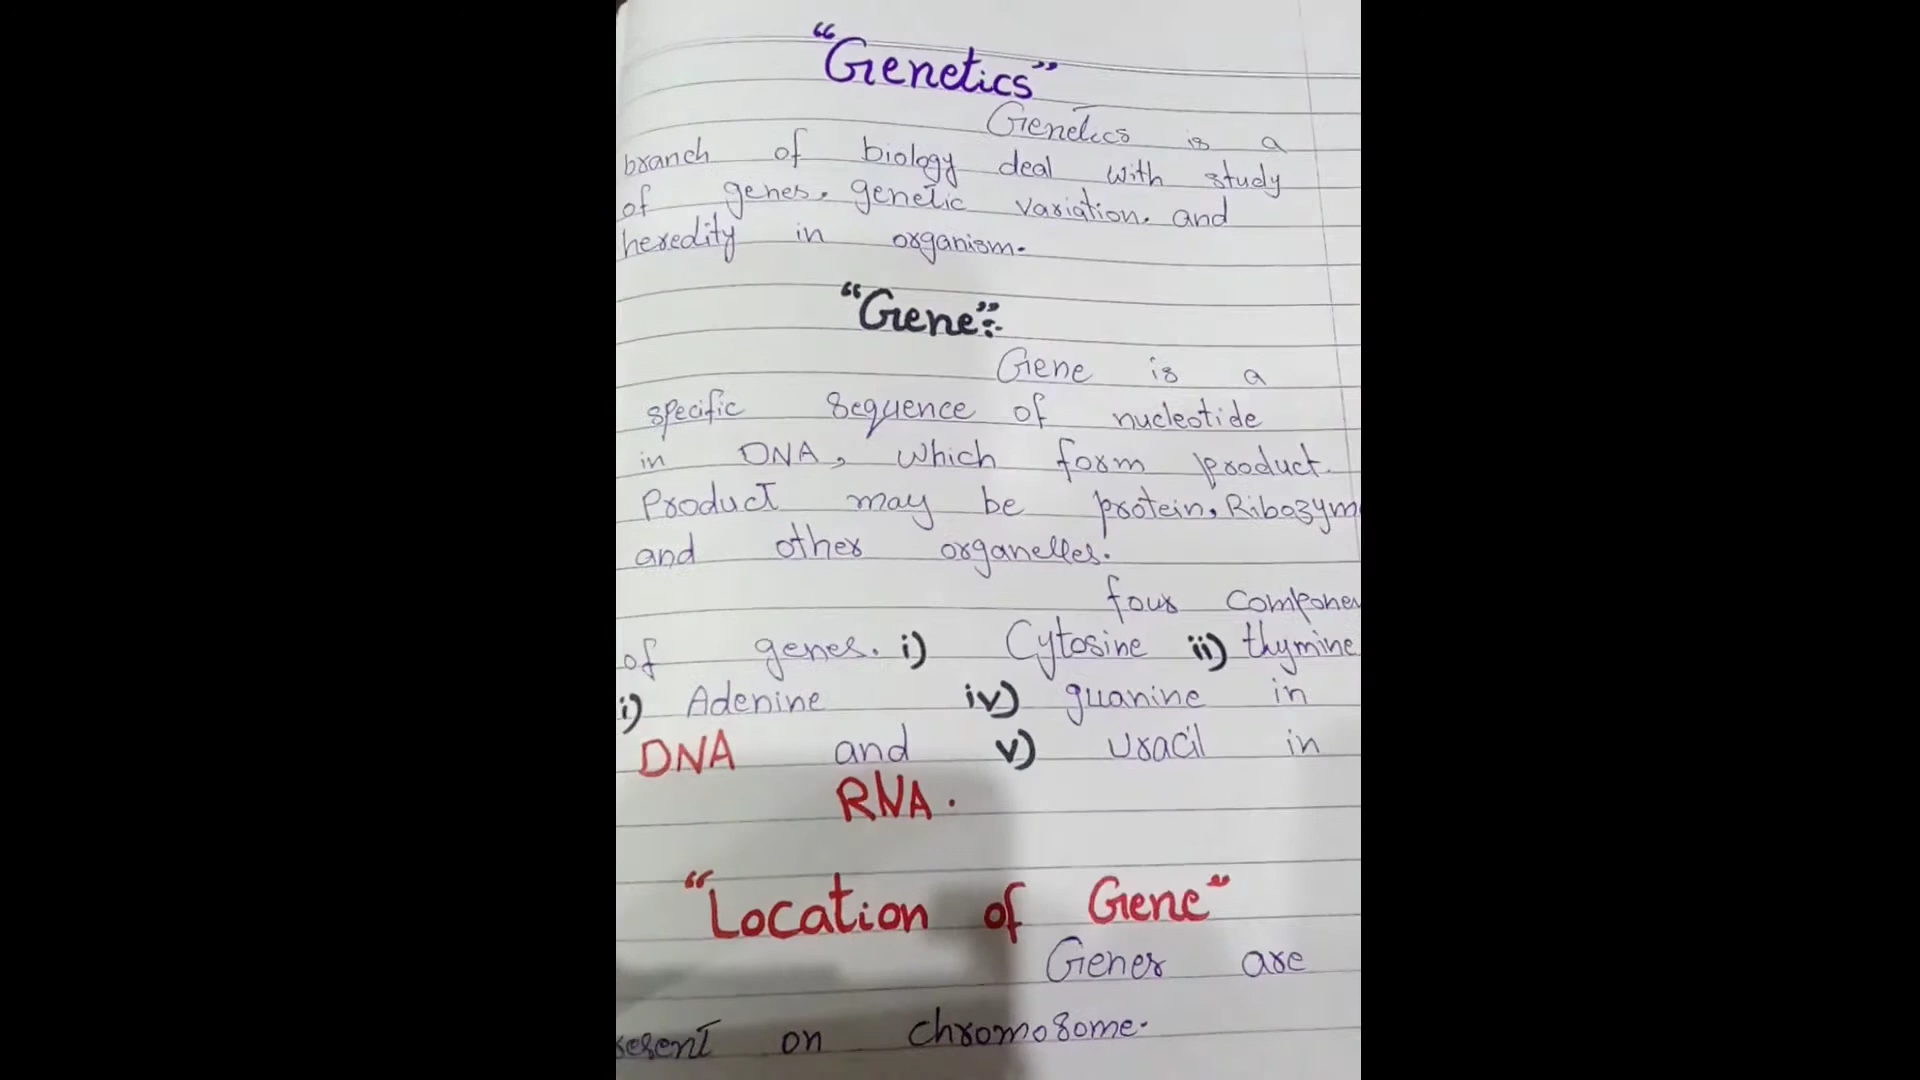 "Genetics"
Genetics is a
branch of biology deal with study
of genes, genetic variation, and
heredity in organism.
"Gene":-
Gene is a
specific sequence of nucleotide
in DNA, which form product.
Product may be protein, Ribozym
and other organelles.
four Componen
of genes. i) Cytosine ii) thymine
i) Adenine iv) guanine in
DNA and v) uracil in
RNA.
"Location of Gene"
Genes are
resent on chromosome.